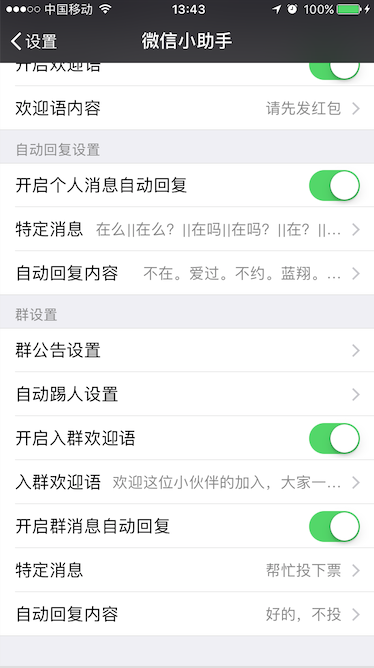 中国移动 13:43 100%
设置 微信小助手
开启欢迎语
欢迎语内容 请先发红包
自动回复设置
开启个人消息自动回复
特定消息 在么||在么？||在吗||在吗？||在？||...
自动回复内容 不在。爱过。不约。蓝翔。...
群设置
群公告设置
自动踢人设置
开启入群欢迎语
入群欢迎语 欢迎这位小伙伴的加入，大家一...
开启群消息自动回复
特定消息 帮忙投下票
自动回复内容 好的，不投